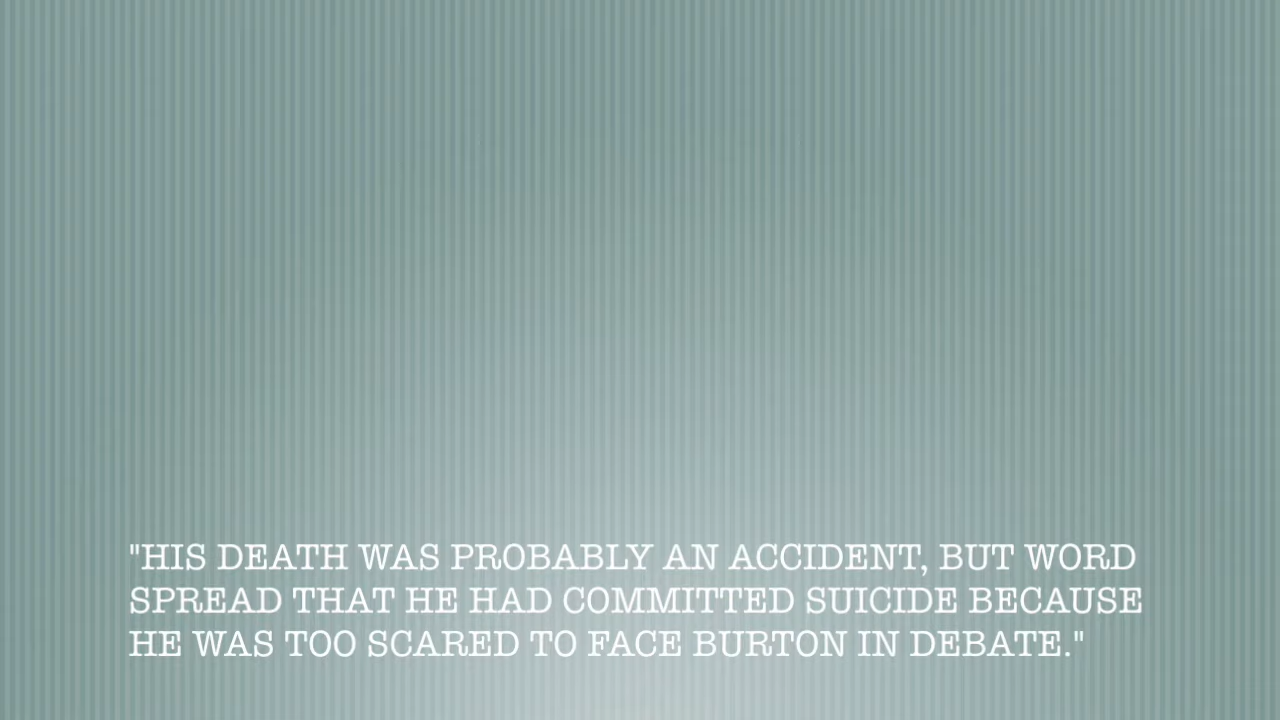 "HIS DEATH WAS PROBABLY AN ACCIDENT, BUT WORD
SPREAD THAT HE HAD COMMITTED SUICIDE BECAUSE
HE WAS TOO SCARED TO FACE BURTON IN DEBATE."